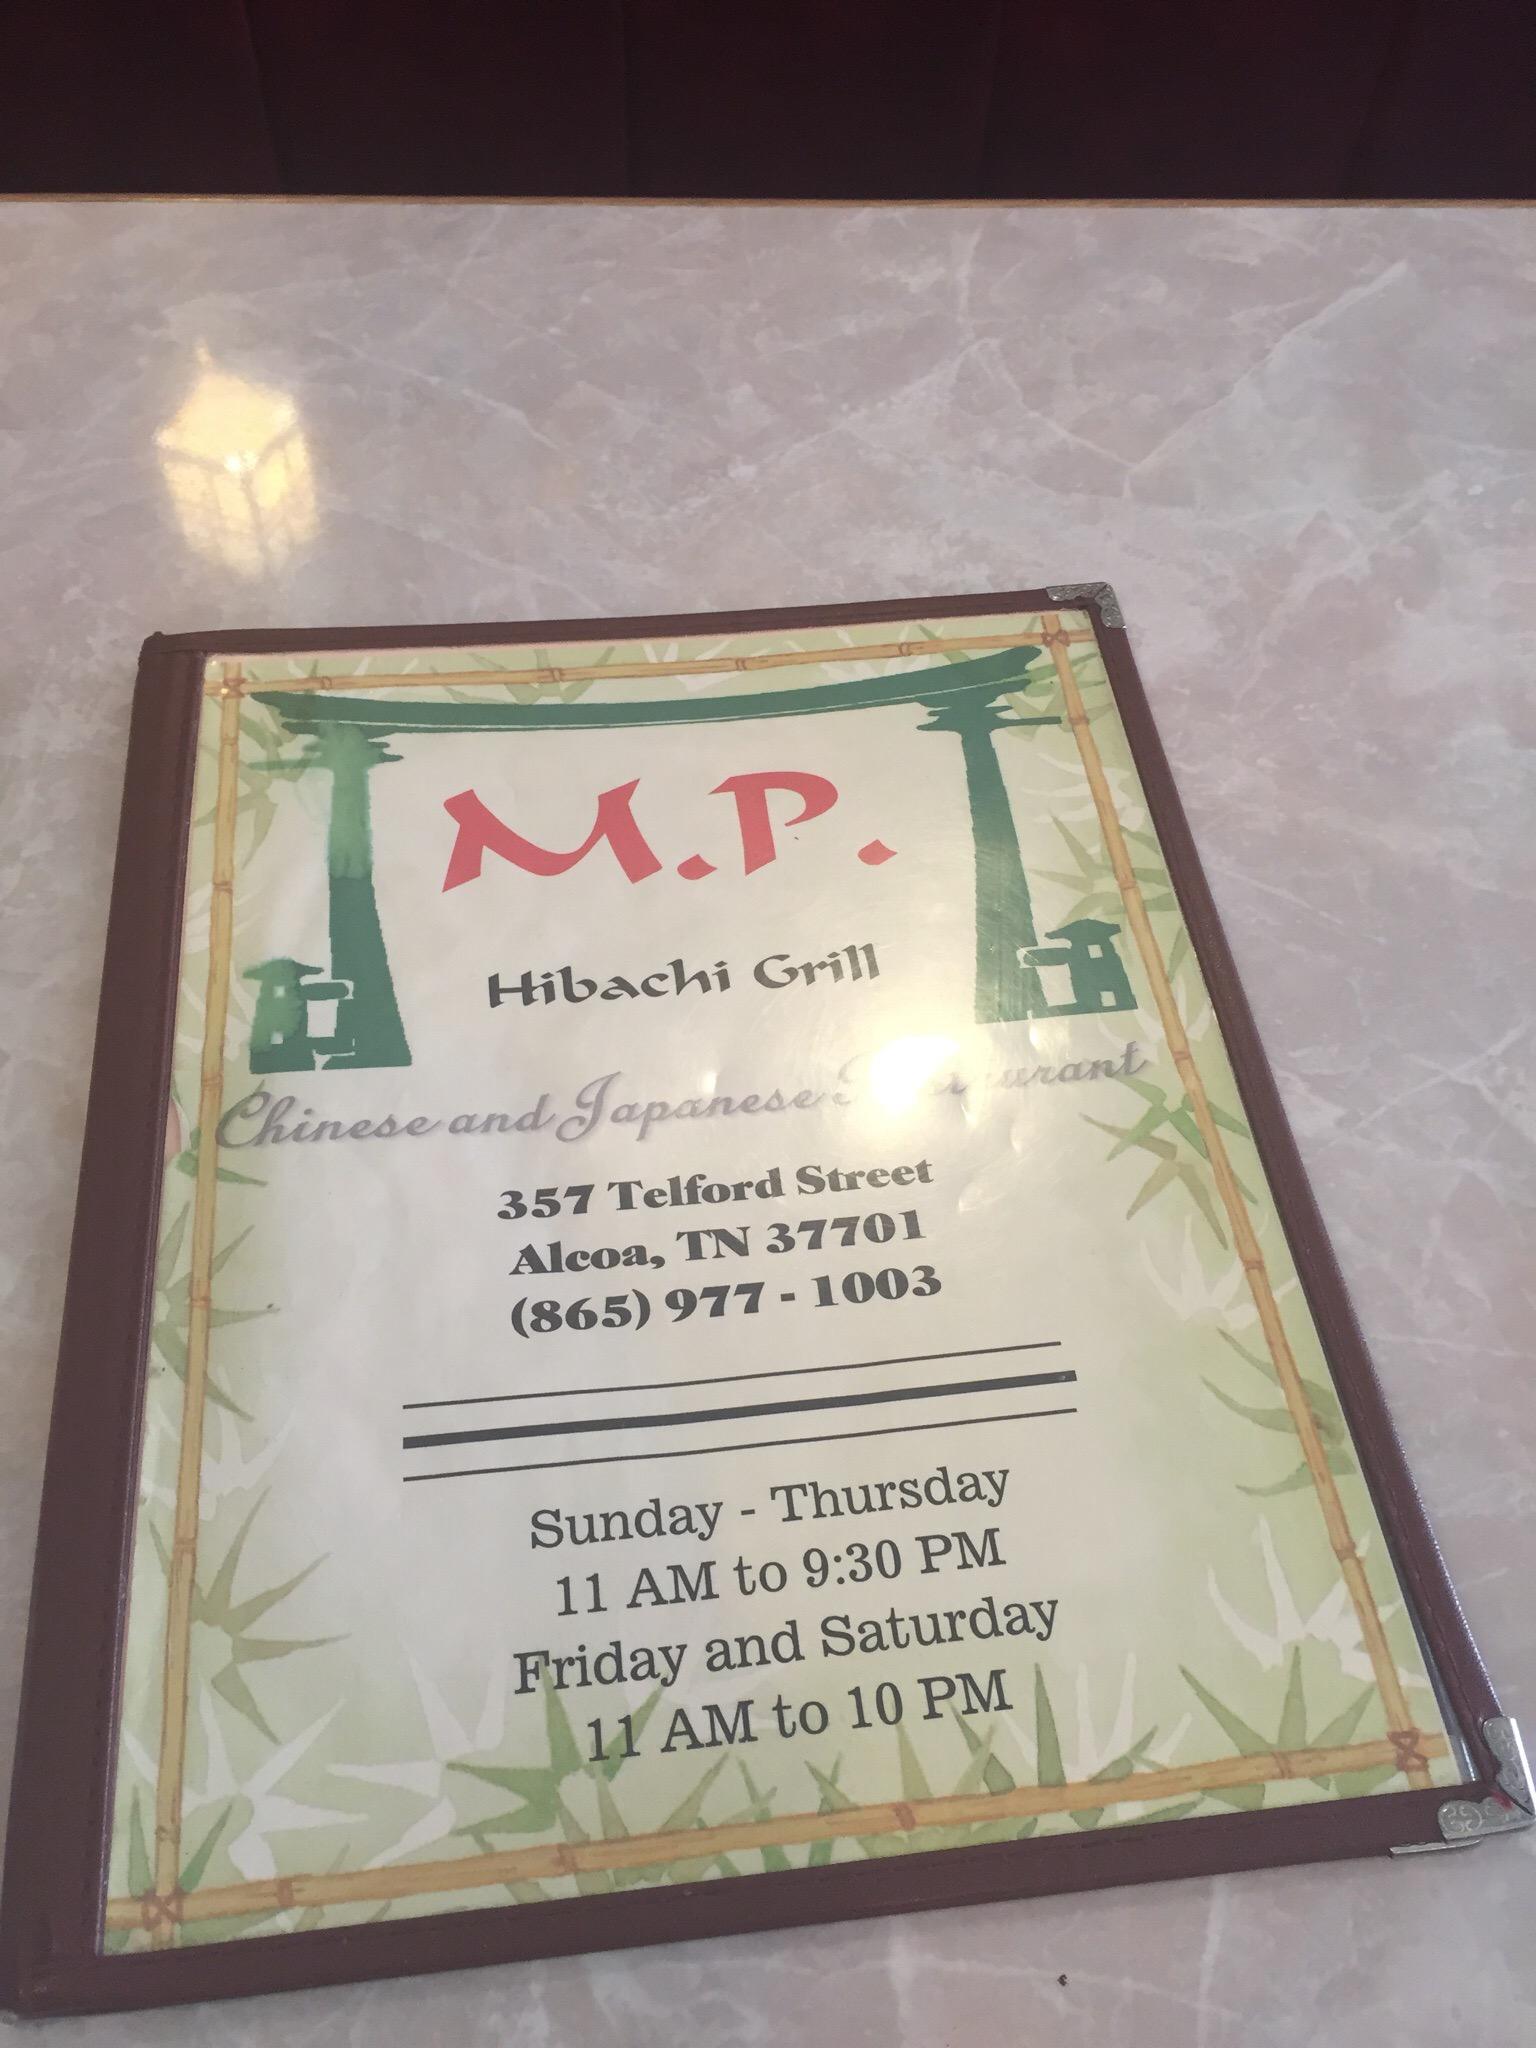 M.P.
Hibachi Grill
Chinese and Japanese Restaurant
357 Telford Street
Alcoa, TN 37701
(865) 977 - 1003
Sunday - Thursday
11 AM to 9:30 PM
Friday and Saturday
11 AM to 10 PM